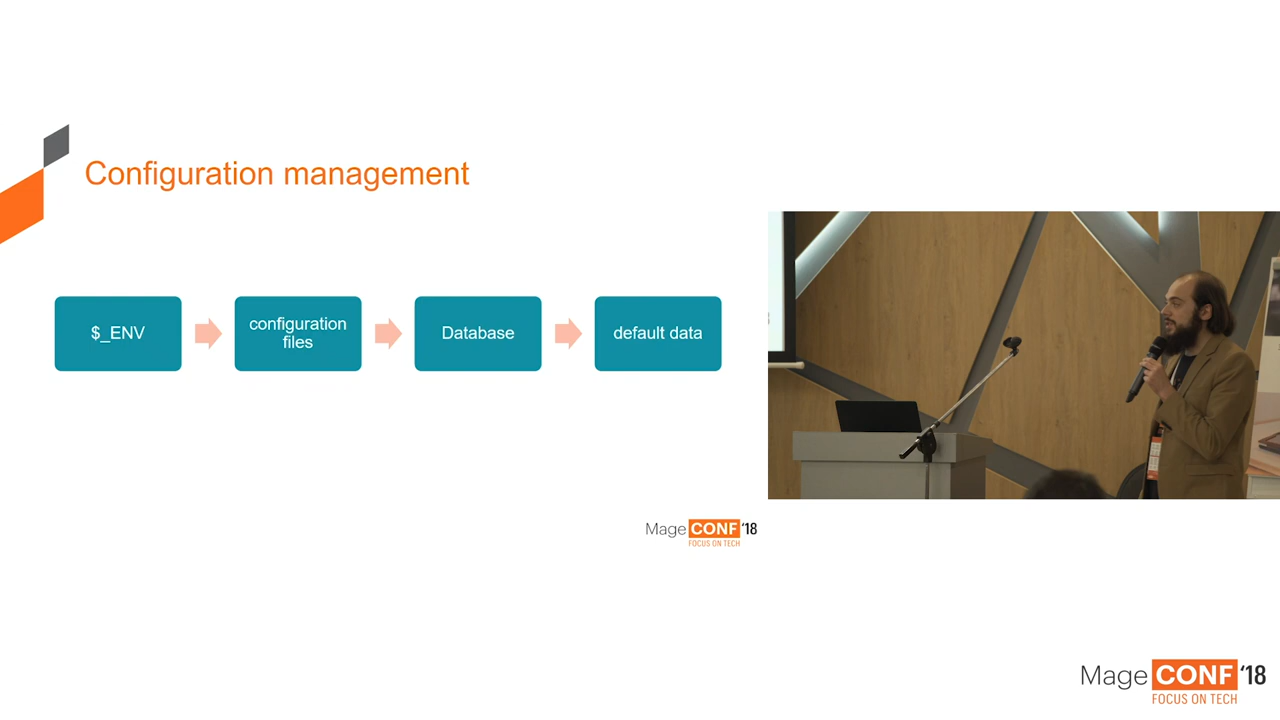 Configuration management
$_ENV
configuration
files
Database
default data
Mage CONF '18
FOCUS ON TECH
Mage CONF '18
FOCUS ON TECH